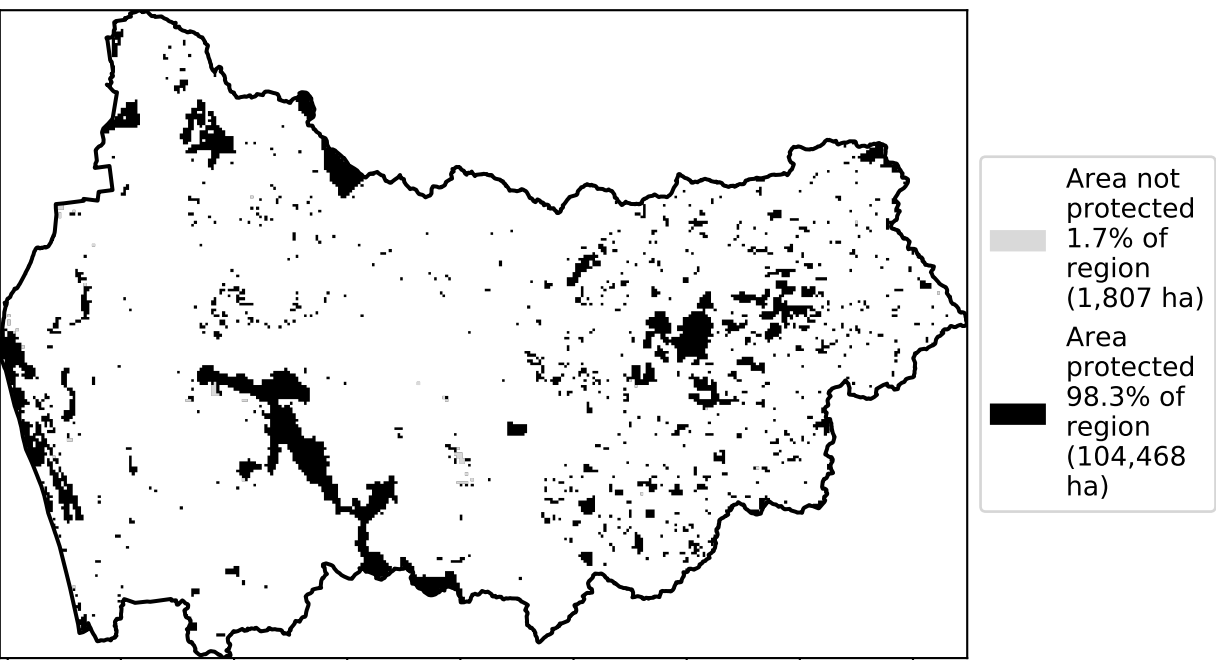 Area not
protected
1.7% of
region
(1,807 ha)
Area
protected
98.3% of
region
(104,468
ha)